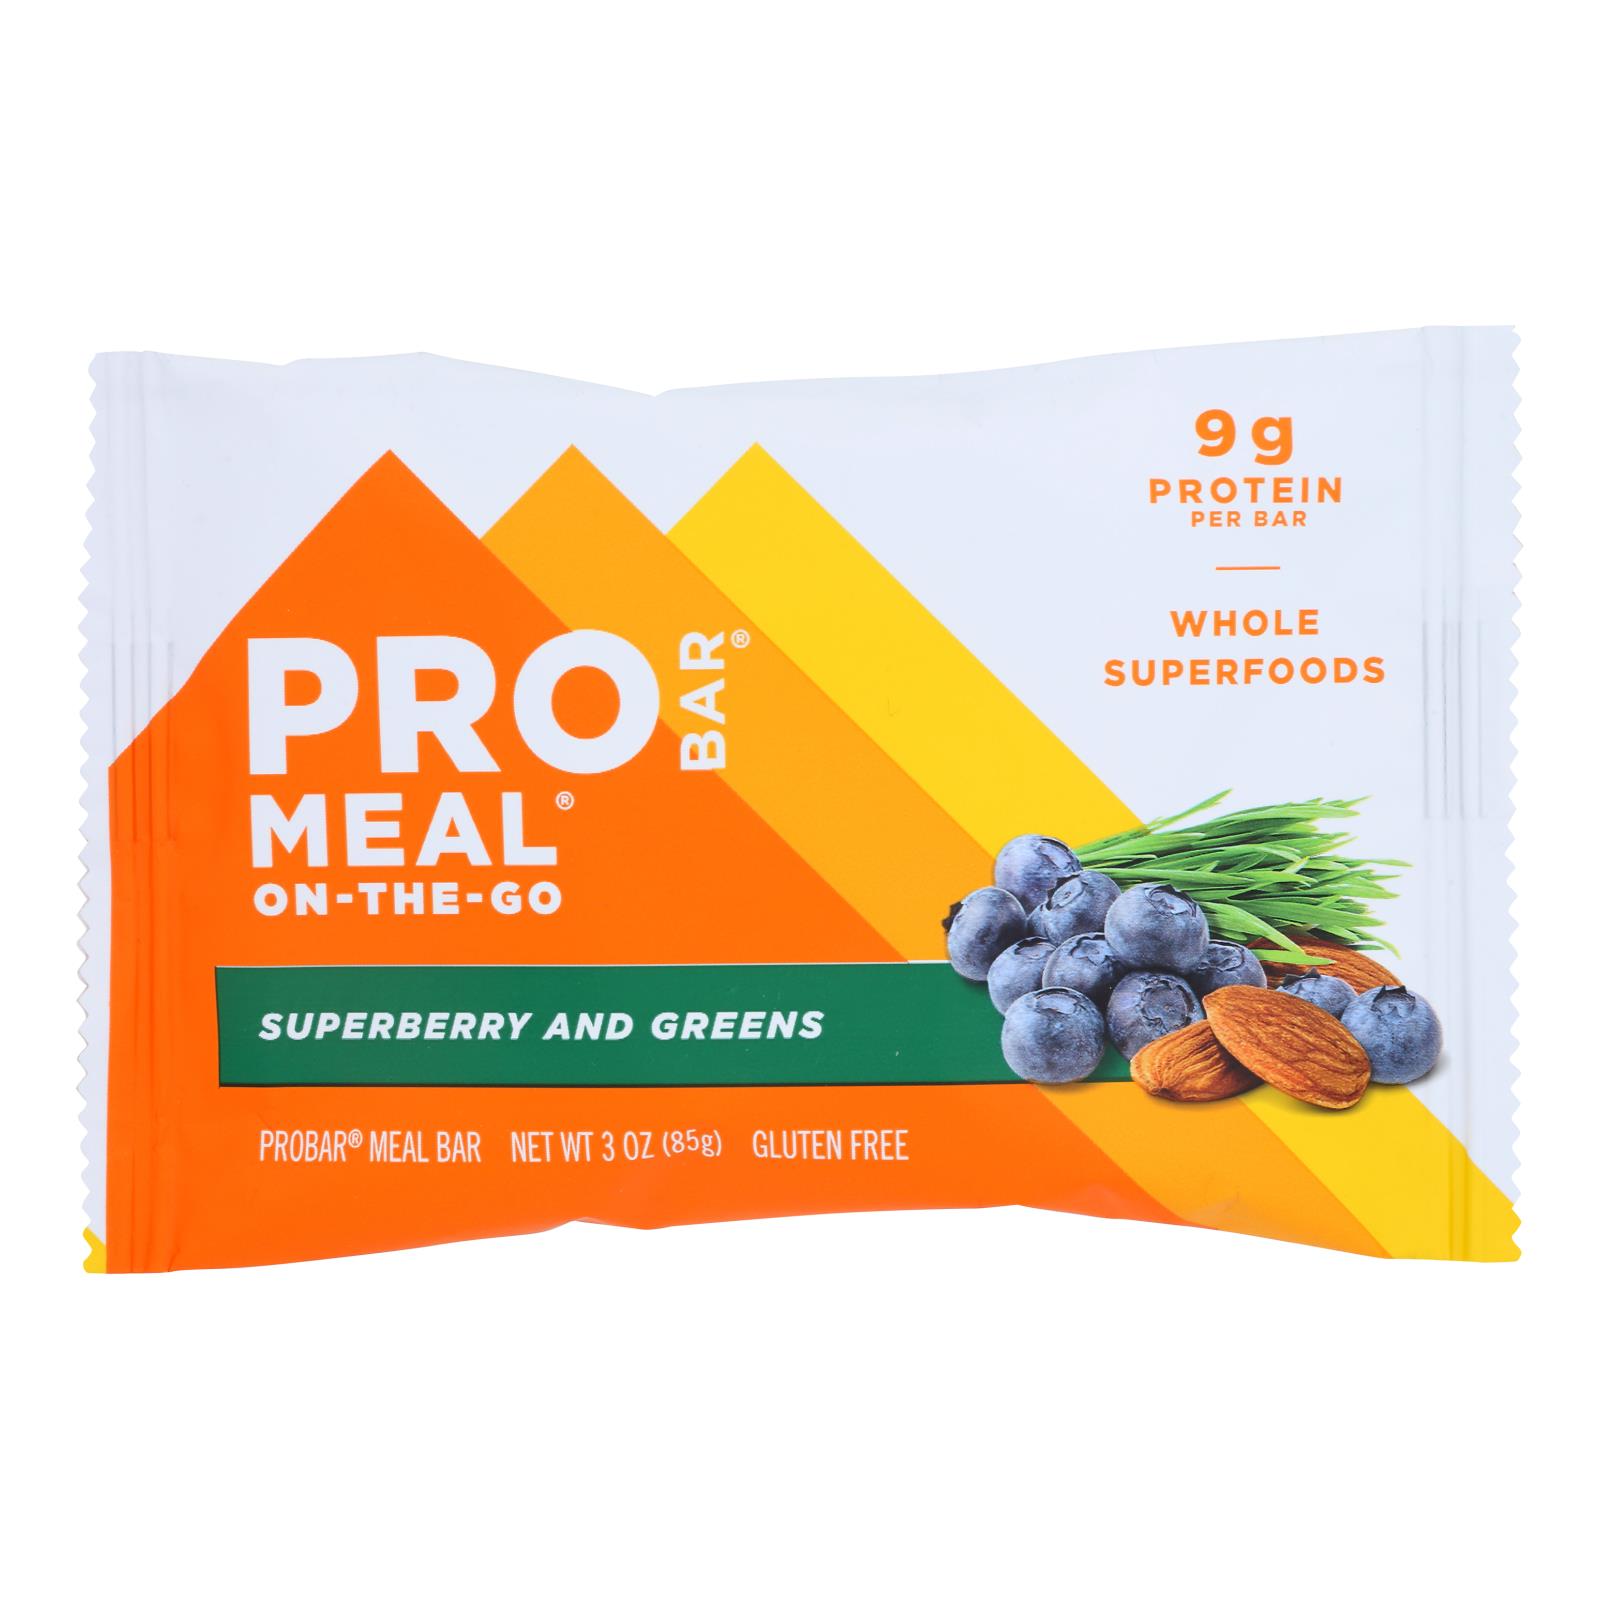 PRO BAR®
MEAL®
ON-THE-GO
SUPERBERRY AND GREENS
PROBAR® MEAL BAR NET WT 3 OZ (85g) GLUTEN FREE
9g
PROTEIN
PER BAR
WHOLE
SUPERFOODS